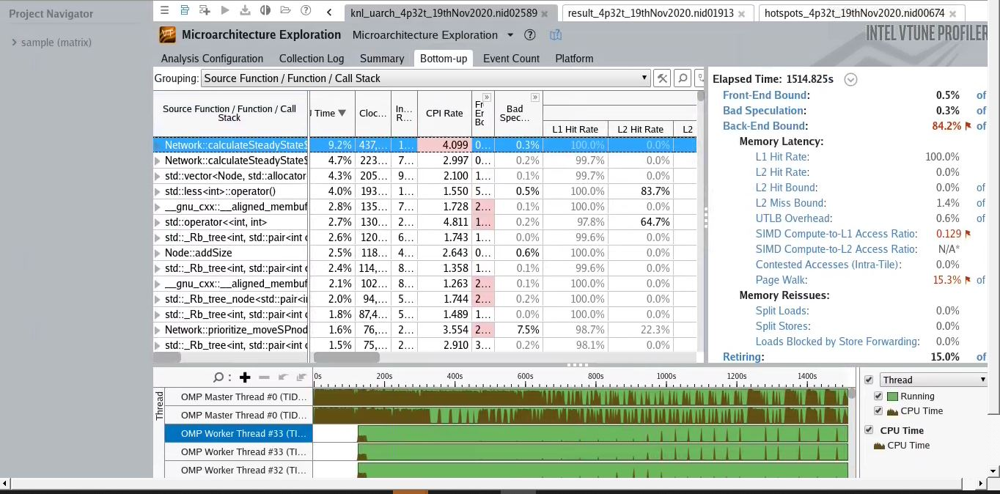 Project Navigator
sample (matrix)
knl_uarch_4p32t_19thNov2020.nid02589
result_4p32t_19thNov2020.nid01913
hotspots_4p32t_19thNov2020.nid00674
Microarchitecture Exploration Microarchitecture Exploration
INTEL VTUNE PROFILER
Analysis Configuration Collection Log Summary Bottom-up Event Count Platform
Grouping: Source Function / Function / Call Stack
Source Function / Function / Call Stack
Time Cloc... In... R... CPI Rate Bad Spec...
L1 Hit Rate L2 Hit Rate L2
Network::calculateSteadyState 9.2% 437,... 1... 4.099 0... 0.3% 100.0% 0.0%
Network::calculateSteadyState 4.7% 223... 7... 2.997 0... 0.2% 99.7% 0.0%
std::vector<Node, std::allocator 4.3% 205... 9... 2.100 1... 0.1% 99.7% 0.0%
std::less<int>::operator() 4.0% 193... 1... 1.550 5... 0.5% 100.0% 83.7%
__gnu_cxx::__aligned_membuf 2.8% 135... 7... 1.728 2... 0.1% 100.0% 0.0%
std::operator<<int, int> 2.7% 130... 2... 4.811 1... 0.2% 97.8% 64.7%
std::_Rb_tree<int, std::pair<int c 2.6% 120... 6... 1.743 1... 0.0% 99.6% 0.0%
Node::addSize 2.5% 118... 4... 2.643 0... 0.6% 100.0% 0.0%
std::_Rb_tree<int, std::pair<int c 2.4% 114,... 8... 1.358 1... 0.1% 99.6% 0.0%
__gnu_cxx::__aligned_membuf 2.1% 102... 8... 1.263 2... 0.1% 100.0% 0.0%
std::_Rb_tree_node<std::pair<i 2.0% 94,... 5... 1.744 2... 0.2% 100.0% 0.0%
std::_Rb_tree<int, std::pair<int c 1.8% 87,4... 5... 1.489 1... 0.0% 100.0% 0.0%
Network::prioritize_moveSPnod 1.6% 76,... 2... 3.554 2... 7.5% 98.7% 22.3%
std::_Rb_tree<int, std::pair<int c 1.5% 75,... 2... 2.910 3... 0.2% 98.1% 0.0%
Elapsed Time: 1514.825s
Front-End Bound: 0.5% of
Bad Speculation: 0.3% of
Back-End Bound: 84.2% of
Memory Latency:
L1 Hit Rate: 100.0%
L2 Hit Rate: 0.0%
L2 Hit Bound: 0.0% of
L2 Miss Bound: 1.4% of
UTLB Overhead: 0.6% of
SIMD Compute-to-L1 Access Ratio: 0.129
SIMD Compute-to-L2 Access Ratio: N/A*
Contested Accesses (Intra-Tile): 0.0%
Page Walk: 15.3% of
Memory Reissues:
Split Loads: 0.0%
Split Stores: 0.0%
Loads Blocked by Store Forwarding: 0.0%
Retiring: 15.0% of
0s 200s 400s 600s 800s 1000s 1200s 1400s
Thread
OMP Master Thread #0 (TID...
OMP Master Thread #0 (TID...
OMP Worker Thread #33 (TI...
OMP Worker Thread #33 (TI...
OMP Worker Thread #32 (TI...
Thread
Running
CPU Time
CPU Time
CPU Time